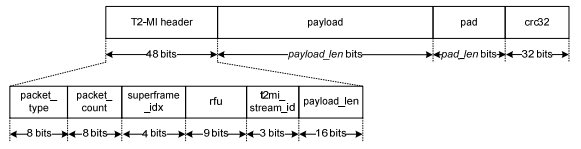 T2-MI header payload pad crc32
48 bits payload_len bits pad_len bits 32 bits
packet_ packet_ superframe rfu t2mi_ payload_len
type count _idx stream_id
8 bits 8 bits 4 bits 9 bits 3 bits 16 bits